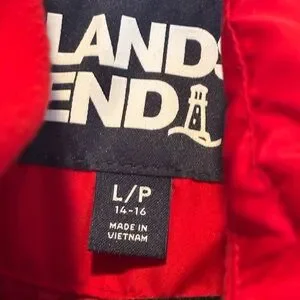 LANDS
END
L/P
14-16
MADE IN
VIETNAM